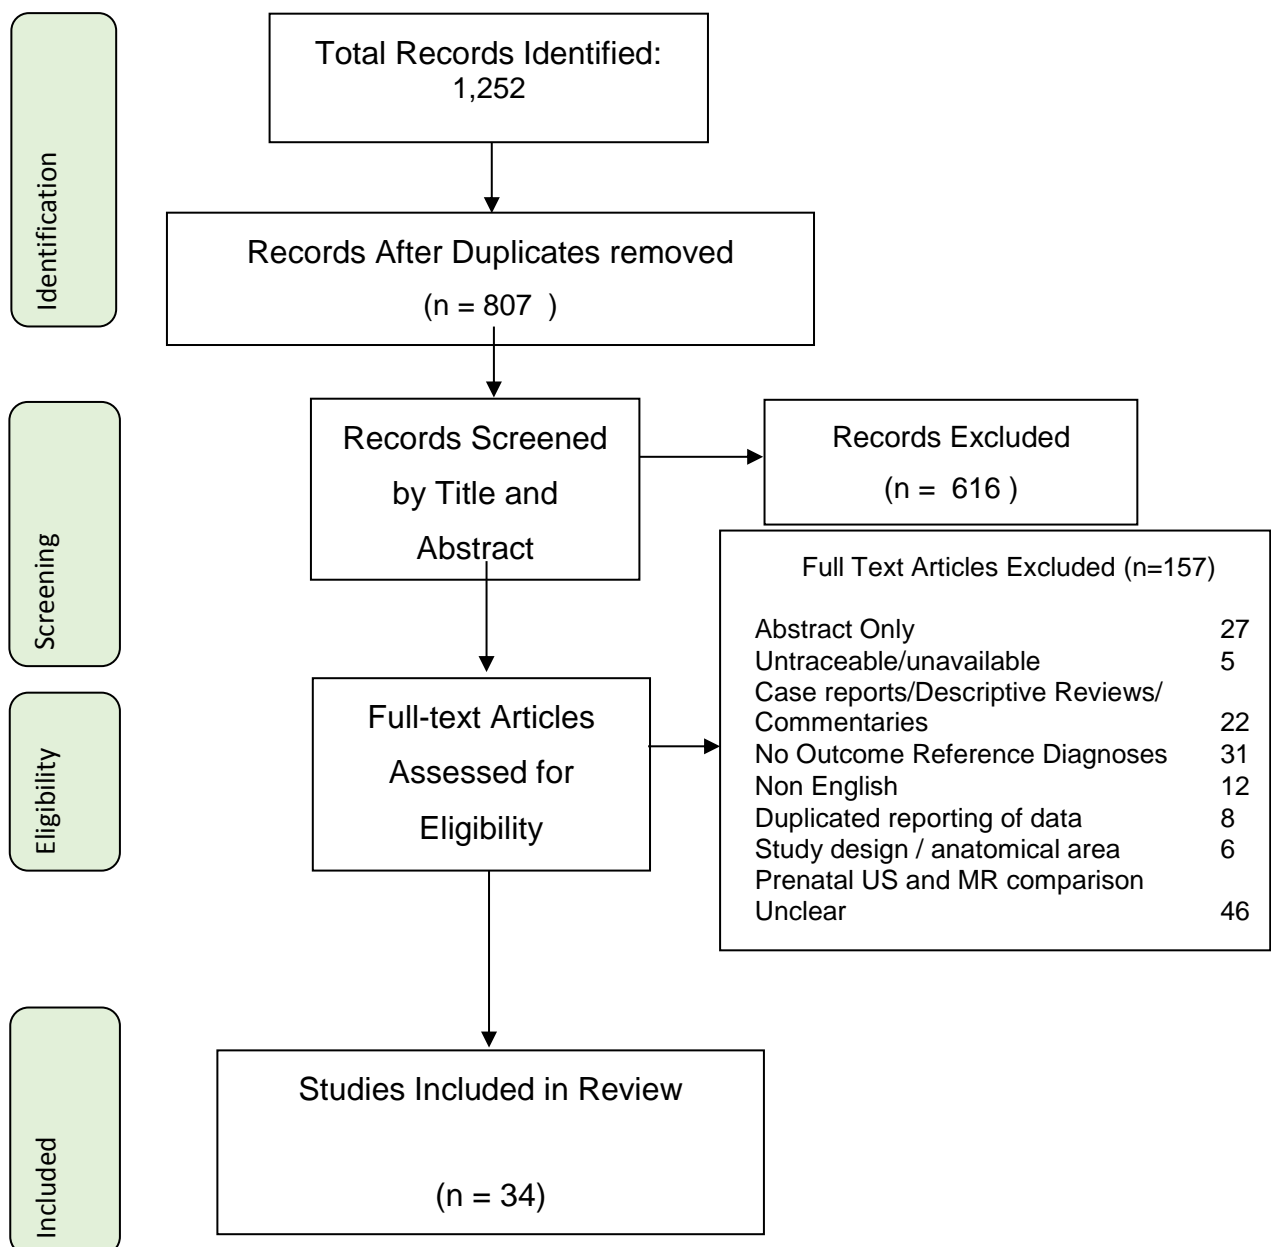 Identification
Total Records Identified:
1,252
Records After Duplicates removed
(n = 807  )
Screening
Records Screened
by Title and
Abstract
Records Excluded
(n =  616 )
Eligibility
Full-text Articles
Assessed for
Eligibility
Full Text Articles Excluded (n=157)
Abstract Only 27
Untraceable/unavailable 5
Case reports/Descriptive Reviews/
Commentaries 22
No Outcome Reference Diagnoses 31
Non English 12
Duplicated reporting of data 8
Study design / anatomical area 6
Prenatal US and MR comparison
Unclear 46
Included
Studies Included in Review
(n = 34)